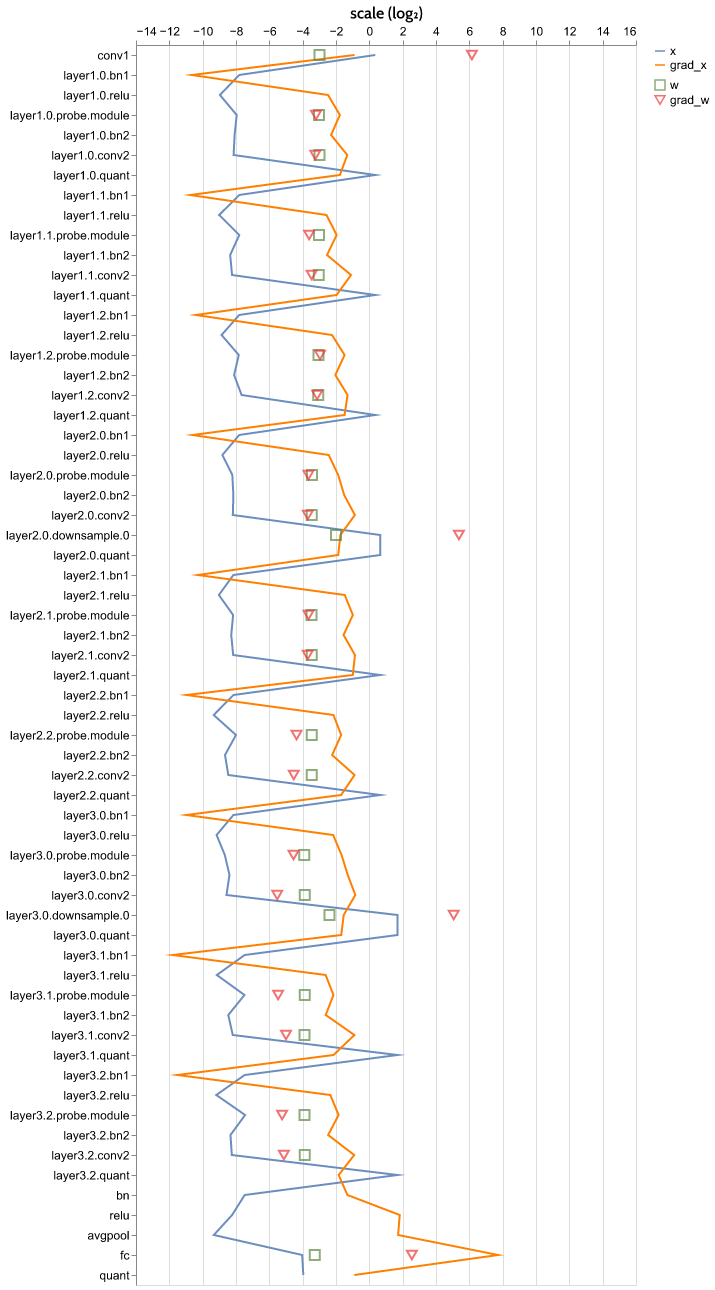 scale (log₂)
−14 −12 −10 −8 −6 −4 −2 0 2 4 6 8 10 12 14 16
x
grad_x
w
grad_w
conv1
layer1.0.bn1
layer1.0.relu
layer1.0.probe.module
layer1.0.bn2
layer1.0.conv2
layer1.0.quant
layer1.1.bn1
layer1.1.relu
layer1.1.probe.module
layer1.1.bn2
layer1.1.conv2
layer1.1.quant
layer1.2.bn1
layer1.2.relu
layer1.2.probe.module
layer1.2.bn2
layer1.2.conv2
layer1.2.quant
layer2.0.bn1
layer2.0.relu
layer2.0.probe.module
layer2.0.bn2
layer2.0.conv2
layer2.0.downsample.0
layer2.0.quant
layer2.1.bn1
layer2.1.relu
layer2.1.probe.module
layer2.1.bn2
layer2.1.conv2
layer2.1.quant
layer2.2.bn1
layer2.2.relu
layer2.2.probe.module
layer2.2.bn2
layer2.2.conv2
layer2.2.quant
layer3.0.bn1
layer3.0.relu
layer3.0.probe.module
layer3.0.bn2
layer3.0.conv2
layer3.0.downsample.0
layer3.0.quant
layer3.1.bn1
layer3.1.relu
layer3.1.probe.module
layer3.1.bn2
layer3.1.conv2
layer3.1.quant
layer3.2.bn1
layer3.2.relu
layer3.2.probe.module
layer3.2.bn2
layer3.2.conv2
layer3.2.quant
bn
relu
avgpool
fc
quant